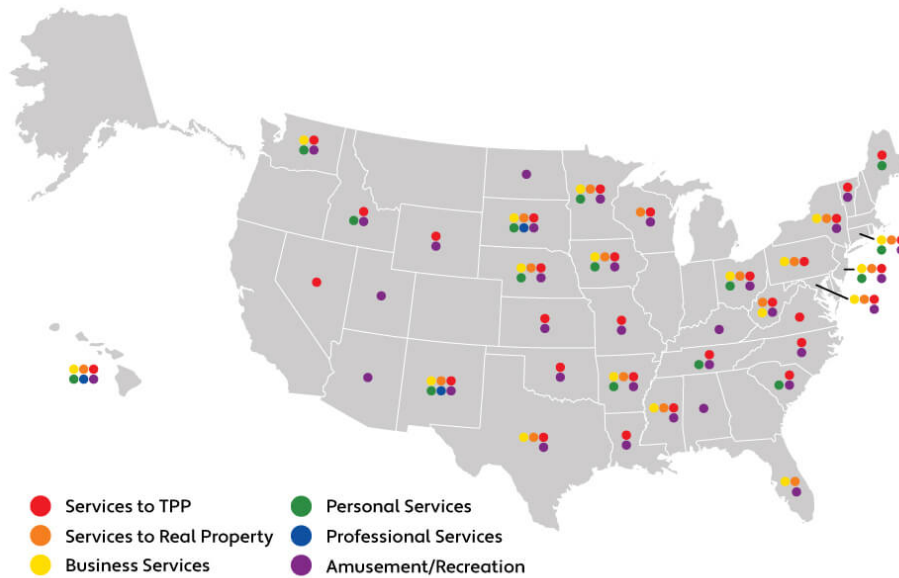 Services to TPP
Services to Real Property
Business Services
Personal Services
Professional Services
Amusement/Recreation